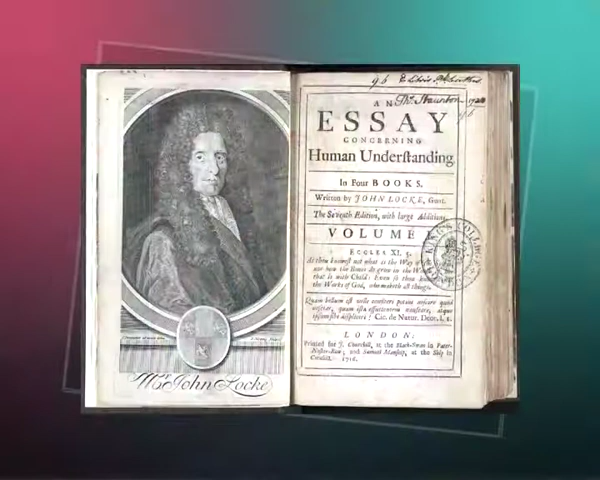 Mr John Locke
Tho. Staunton
AN
ESSAY
CONCERNING
Human Underſtanding
In Four BOOKS.
Written by JOHN LOCKE, Gent.
The Seventh Edition, with large Additions.
VOLUME
ECCLES XI. 5.
As thou knoweſt not what is the Way of
nor how the Bones do grow in the
that is with Child: Even ſo thou
the Works of God, who maketh all things.
Quam bellum eſt velle confiteri potius neſcire quod
neſcias, quam iſta effutientem nauſeare, atque
ipſum ſibi diſplicere! Cic. de Natur. Deor. l. 1.
LONDON:
Printed for J. Churchill, at the Black-Swan in Pater-
Noſter-Row; and Samuel Manſhip, at the Ship in
Cornhill. 1716.